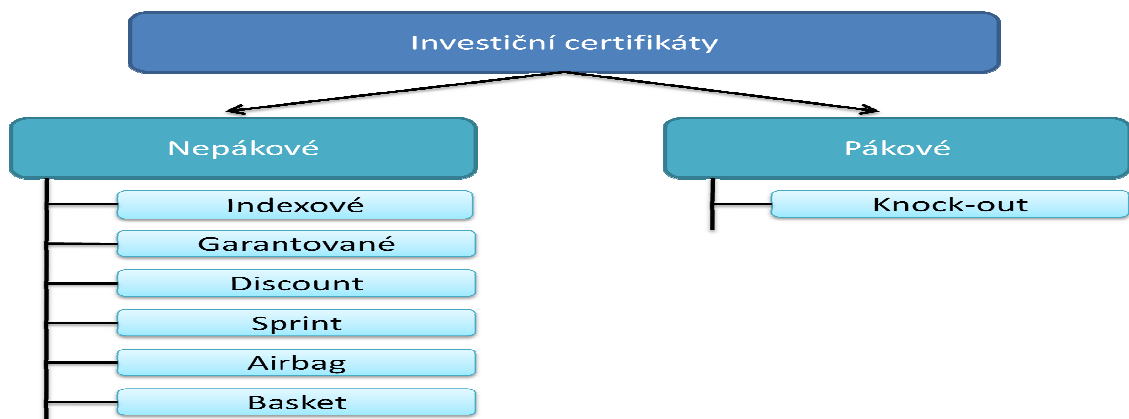 Investiční certifikáty
Nepákové
Pákové
Indexové
Knock-out
Garantované
Discount
Sprint
Airbag
Basket